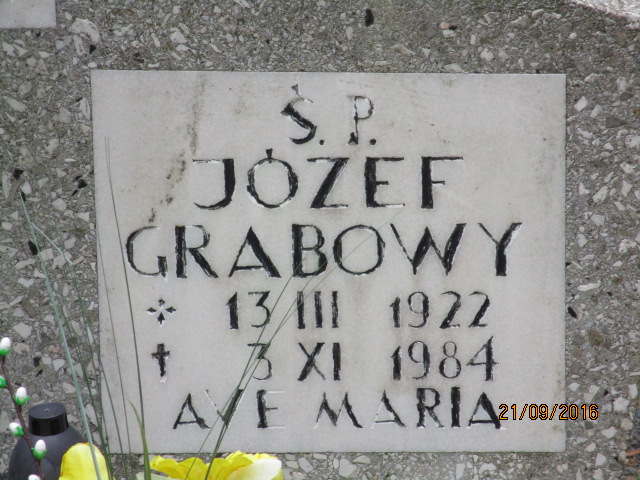 Ś. P.
JÓZEF
GRABOWY
* 13 III 1922
† 3 XI 1984
AVE MARIA
21/09/2016